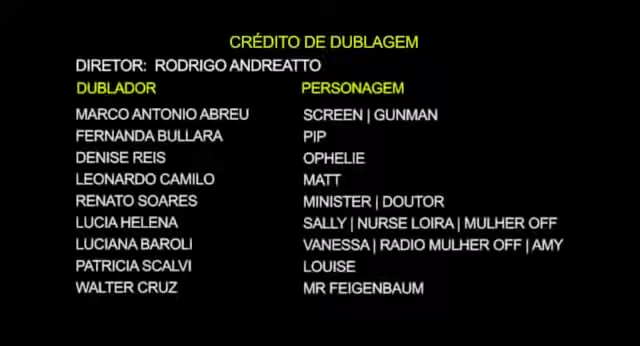 CRÉDITO DE DUBLAGEM
DIRETOR: RODRIGO ANDREATTO
DUBLADOR PERSONAGEM
MARCO ANTONIO ABREU SCREEN | GUNMAN
FERNANDA BULLARA PIP
DENISE REIS OPHELIE
LEONARDO CAMILO MATT
RENATO SOARES MINISTER | DOUTOR
LUCIA HELENA SALLY | NURSE LOIRA | MULHER OFF
LUCIANA BAROLI VANESSA | RADIO MULHER OFF | AMY
PATRICIA SCALVI LOUISE
WALTER CRUZ MR FEIGENBAUM